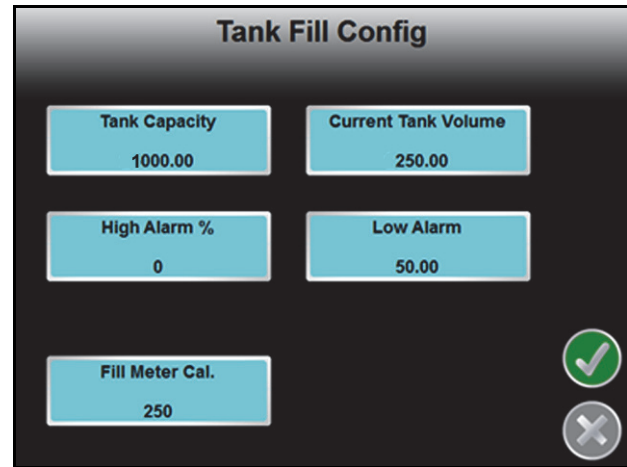 Tank Fill Config
Tank Capacity
1000.00
Current Tank Volume
250.00
High Alarm %
0
Low Alarm
50.00
Fill Meter Cal.
250